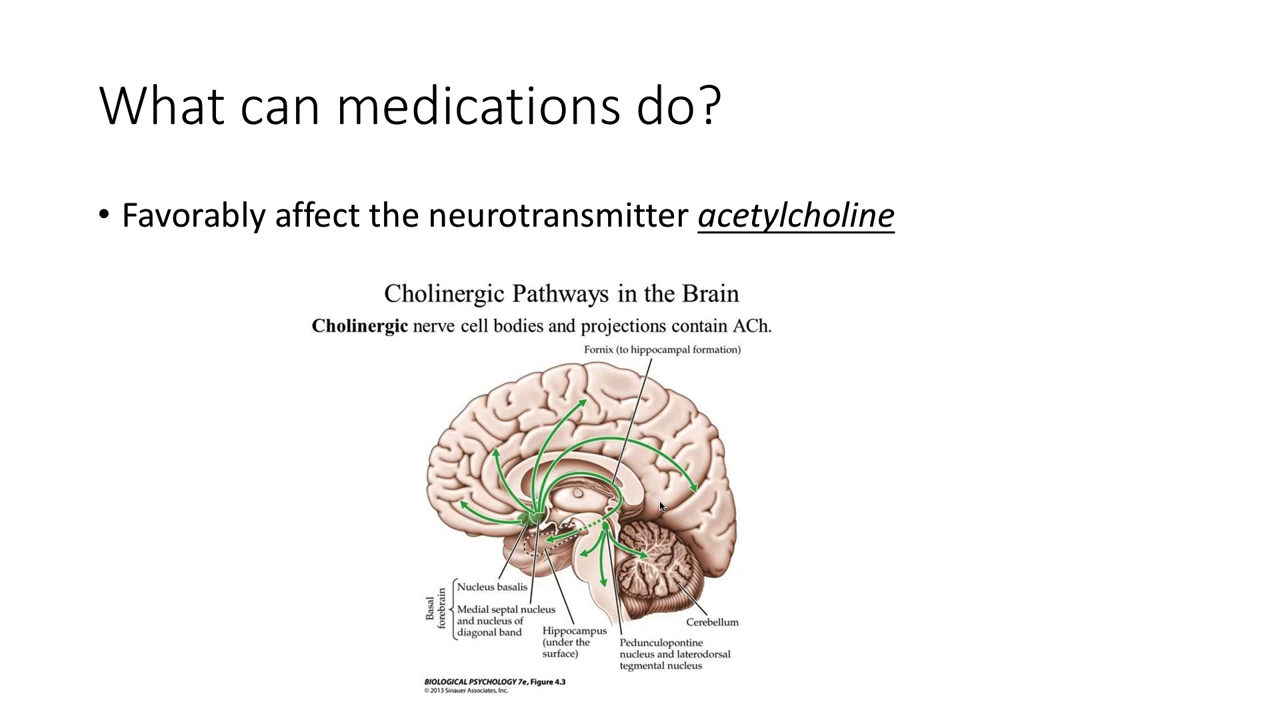 What can medications do?
• Favorably affect the neurotransmitter acetylcholine
Cholinergic Pathways in the Brain
Cholinergic nerve cell bodies and projections contain ACh.
Fornix (to hippocampal formation)
Basal
forebrain
Nucleus basalis
Medial septal nucleus
and nucleus of
diagonal band
Hippocampus
(under the
surface)
Pedunculopontine
nucleus and laterodorsal
tegmental nucleus
Cerebellum
BIOLOGICAL PSYCHOLOGY 7e, Figure 4.3
© 2013 Sinauer Associates, Inc.